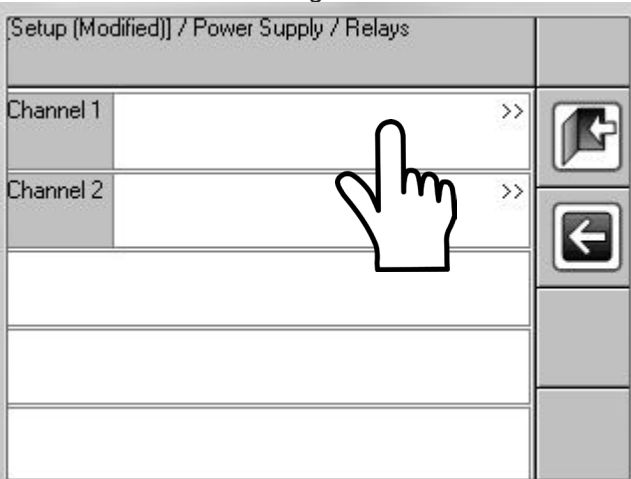 [Setup (Modified)] / Power Supply / Relays
Channel 1 >>
Channel 2 >>